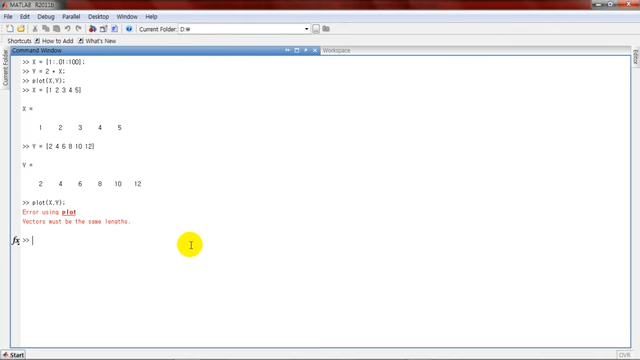 MATLAB R2011b
File Edit Debug Parallel Desktop Window Help
Current Folder: D:₩
Shortcuts How to Add What's New
Command Window Workspace
Current Folder
Editor
>> X = [1:.01:100];
>> Y = 2 * X;
>> plot(X,Y);
>> X = [1 2 3 4 5]
X =
1 2 3 4 5
>> Y = [2 4 6 8 10 12]
Y =
2 4 6 8 10 12
>> plot(X,Y);
Error using plot
Vectors must be the same lengths.
fx >>
Start
OVR